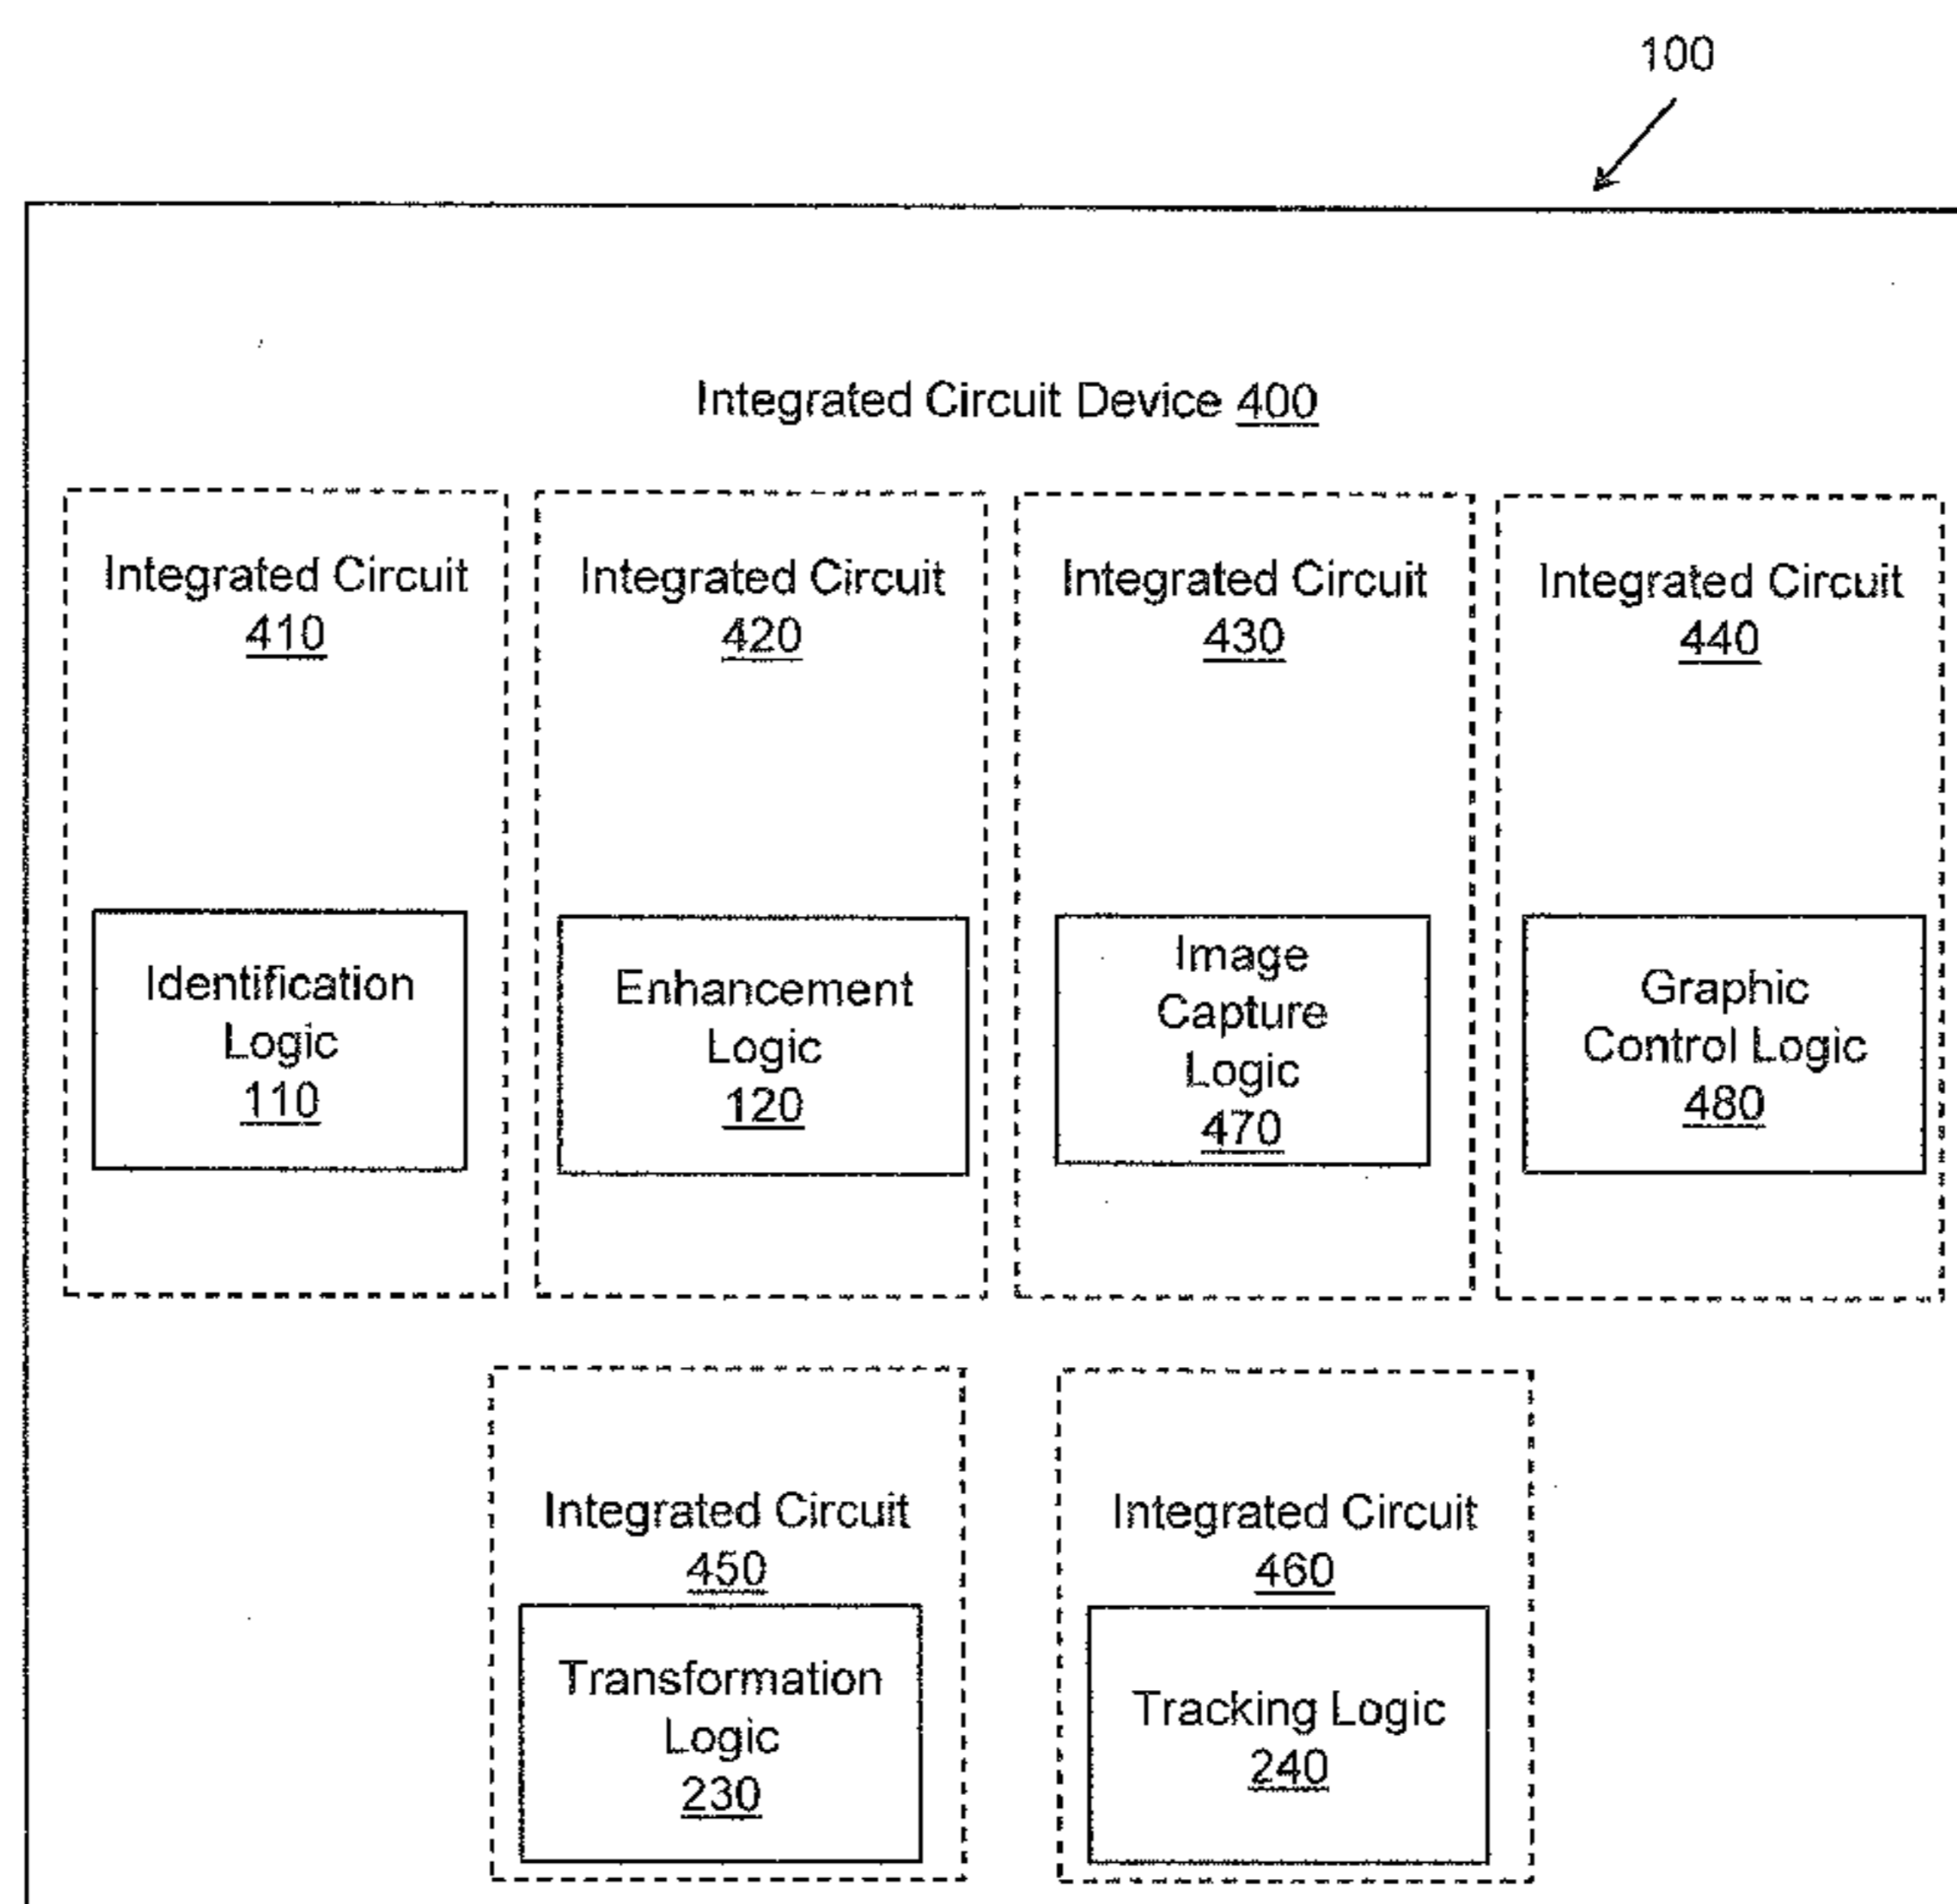 100
Integrated Circuit Device 400
Integrated Circuit
410
Integrated Circuit
420
Integrated Circuit
430
Integrated Circuit
440
Identification
Logic
110
Enhancement
Logic
120
Image
Capture
Logic
470
Graphic
Control Logic
480
Integrated Circuit
450
Integrated Circuit
460
Transformation
Logic
230
Tracking Logic
240